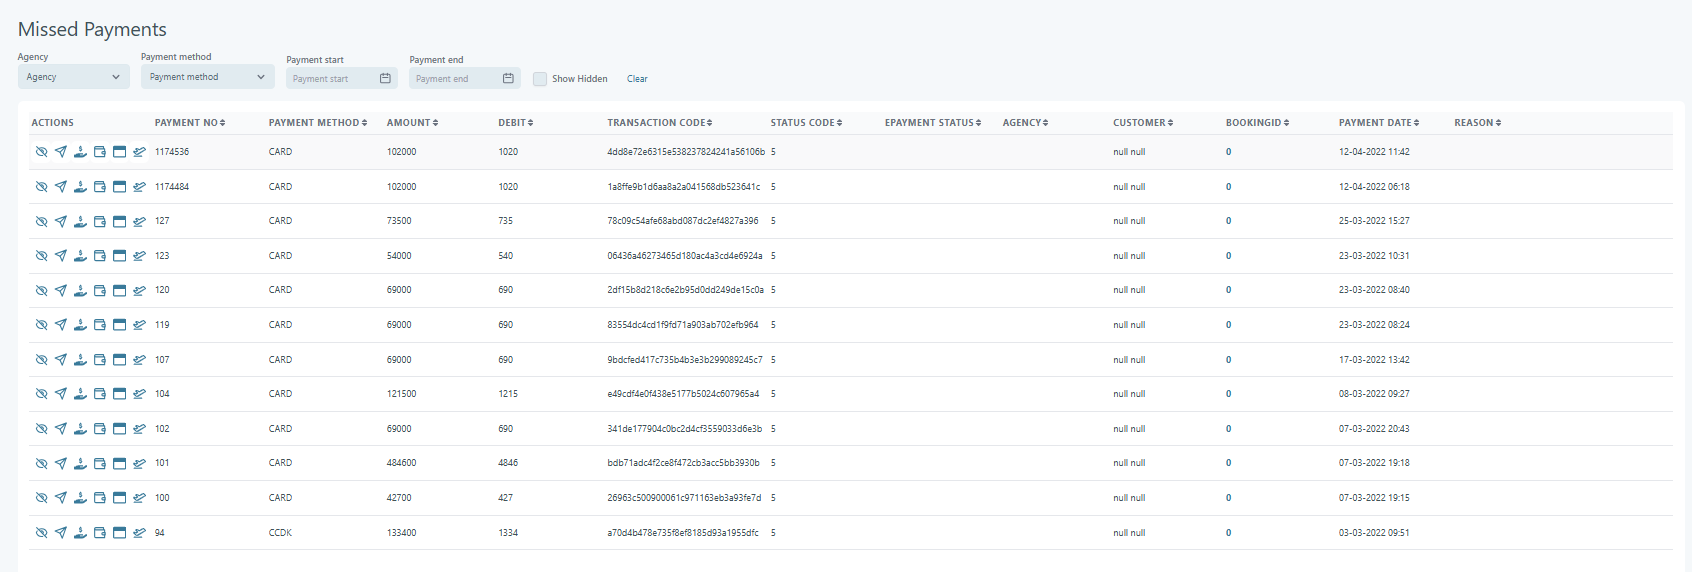 Missed Payments
Agency Payment method Payment start Payment end
Agency Payment method Payment start Payment end Show Hidden Clear
ACTIONS PAYMENT NO PAYMENT METHOD AMOUNT DEBIT TRANSACTION CODE STATUS CODE EPAYMENT STATUS AGENCY CUSTOMER BOOKINGID PAYMENT DATE REASON
1174536 CARD 102000 1020 4dd8e72e6315e538237824241a56106b 5 null null 0 12-04-2022 11:42
1174484 CARD 102000 1020 1a8ffe9b1d6aa8a2a041568db523641c 5 null null 0 12-04-2022 06:18
127 CARD 73500 735 78c09c54afe68abd087dc2ef4827a396 5 null null 0 25-03-2022 15:27
123 CARD 54000 540 06436a46273465d180ac4a3cd4e6924a 5 null null 0 23-03-2022 10:31
120 CARD 69000 690 2df15b8d218c6e2b95d0dd249de15c0a 5 null null 0 23-03-2022 08:40
119 CARD 69000 690 83554dc4cd1f9fd71a903ab702efb964 5 null null 0 23-03-2022 08:24
107 CARD 69000 690 9bdcfed417c735b4b3e3b299089245c7 5 null null 0 17-03-2022 13:42
104 CARD 121500 1215 e49cdf4e0f438e5177b5024c607965a4 5 null null 0 08-03-2022 09:27
102 CARD 69000 690 341de177904c0bc2d4cf3559033d6e3b 5 null null 0 07-03-2022 20:43
101 CARD 484600 4846 bdb71adc4f2ce8f472cb3acc5bb3930b 5 null null 0 07-03-2022 19:18
100 CARD 42700 427 26963c500900061c971163eb3a93fe7d 5 null null 0 07-03-2022 19:15
94 CCDK 133400 1334 a70d4b478e735f8ef8185d93a1955dfc 5 null null 0 03-03-2022 09:51